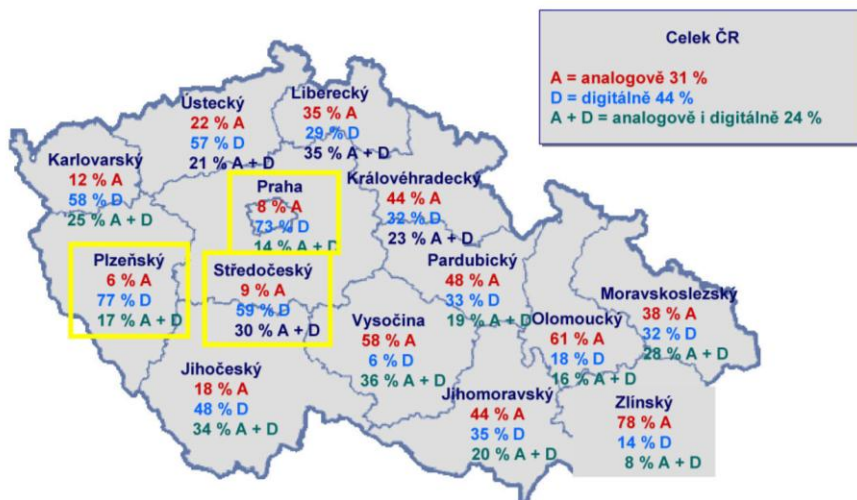 Celek ČR
A = analogově 31 %
D = digitálně 44 %
A + D = analogově i digitálně 24 %
Ústecký
22 % A
57 % D
21 % A + D
Liberecký
35 % A
29 % D
35 % A + D
Karlovarský
12 % A
58 % D
25 % A + D
Praha
8 % A
73 % D
14 % A + D
Královéhradecký
44 % A
32 % D
23 % A + D
Plzeňský
6 % A
77 % D
17 % A + D
Středočeský
9 % A
59 % D
30 % A + D
Pardubický
48 % A
33 % D
19 % A + D
Moravskoslezský
38 % A
32 % D
28 % A + D
Vysočina
58 % A
6 % D
36 % A + D
Olomoucký
61 % A
18 % D
16 % A + D
Jihočeský
18 % A
48 % D
34 % A + D
Jihomoravský
44 % A
35 % D
20 % A + D
Zlínský
78 % A
14 % D
8 % A + D